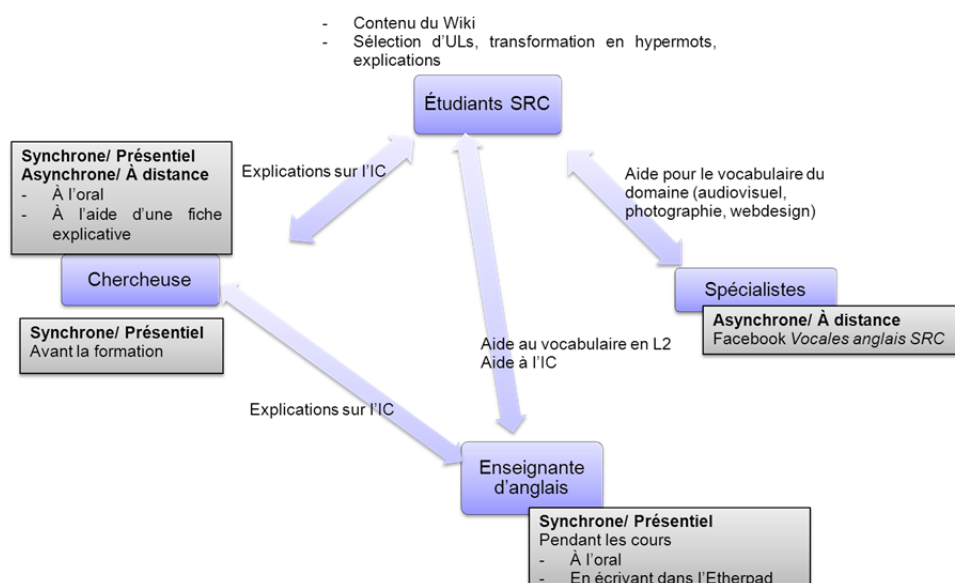 - Contenu du Wiki
- Sélection d'ULs, transformation en hypermots,
explications
Étudiants SRC
Synchrone/ Présentiel
Asynchrone/ À distance
- À l'oral
- À l'aide d'une fiche
explicative
Explications sur l'IC
Aide pour le vocabulaire du
domaine (audiovisuel,
photographie, webdesign)
Chercheuse
Spécialistes
Synchrone/ Présentiel
Avant la formation
Asynchrone/ À distance
Facebook Vocales anglais SRC
Aide au vocabulaire en L2
Aide à l'IC
Explications sur l'IC
Enseignante
d'anglais
Synchrone/ Présentiel
Pendant les cours
- À l'oral
- En écrivant dans l'Etherpad